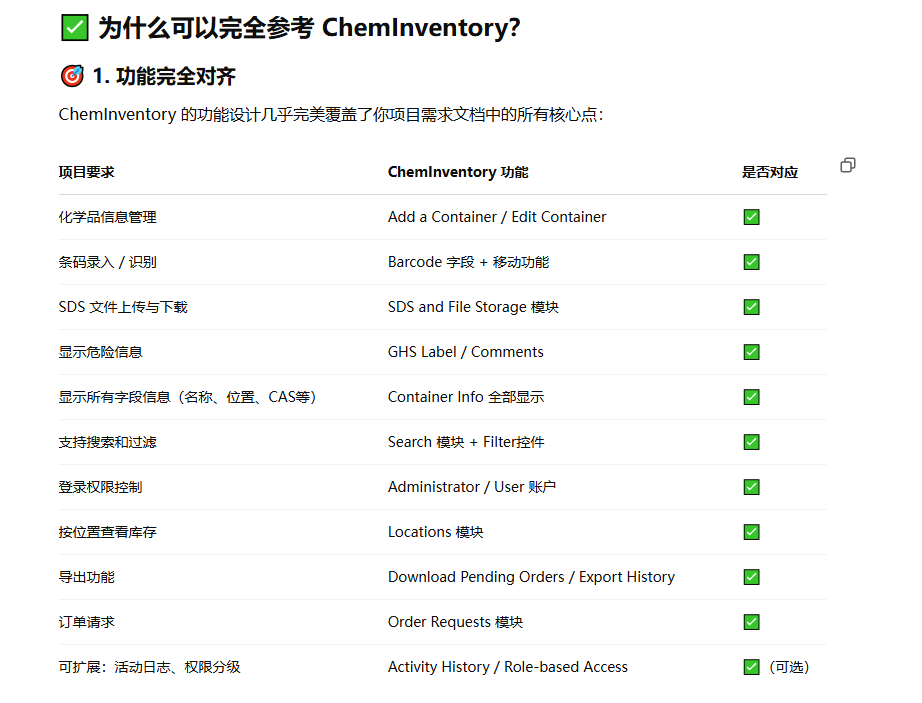 ✅ 为什么可以完全参考 ChemInventory?
🎯 1. 功能完全对齐
ChemInventory 的功能设计几乎完美覆盖了你项目需求文档中的所有核心点：
项目要求 ChemInventory 功能 是否对应
化学品信息管理 Add a Container / Edit Container ✅
条码录入 / 识别 Barcode 字段 + 移动功能 ✅
SDS 文件上传与下载 SDS and File Storage 模块 ✅
显示危险信息 GHS Label / Comments ✅
显示所有字段信息（名称、位置、CAS等） Container Info 全部显示 ✅
支持搜索和过滤 Search 模块 + Filter控件 ✅
登录权限控制 Administrator / User 账户 ✅
按位置查看库存 Locations 模块 ✅
导出功能 Download Pending Orders / Export History ✅
订单请求 Order Requests 模块 ✅
可扩展：活动日志、权限分级 Activity History / Role-based Access ✅（可选）